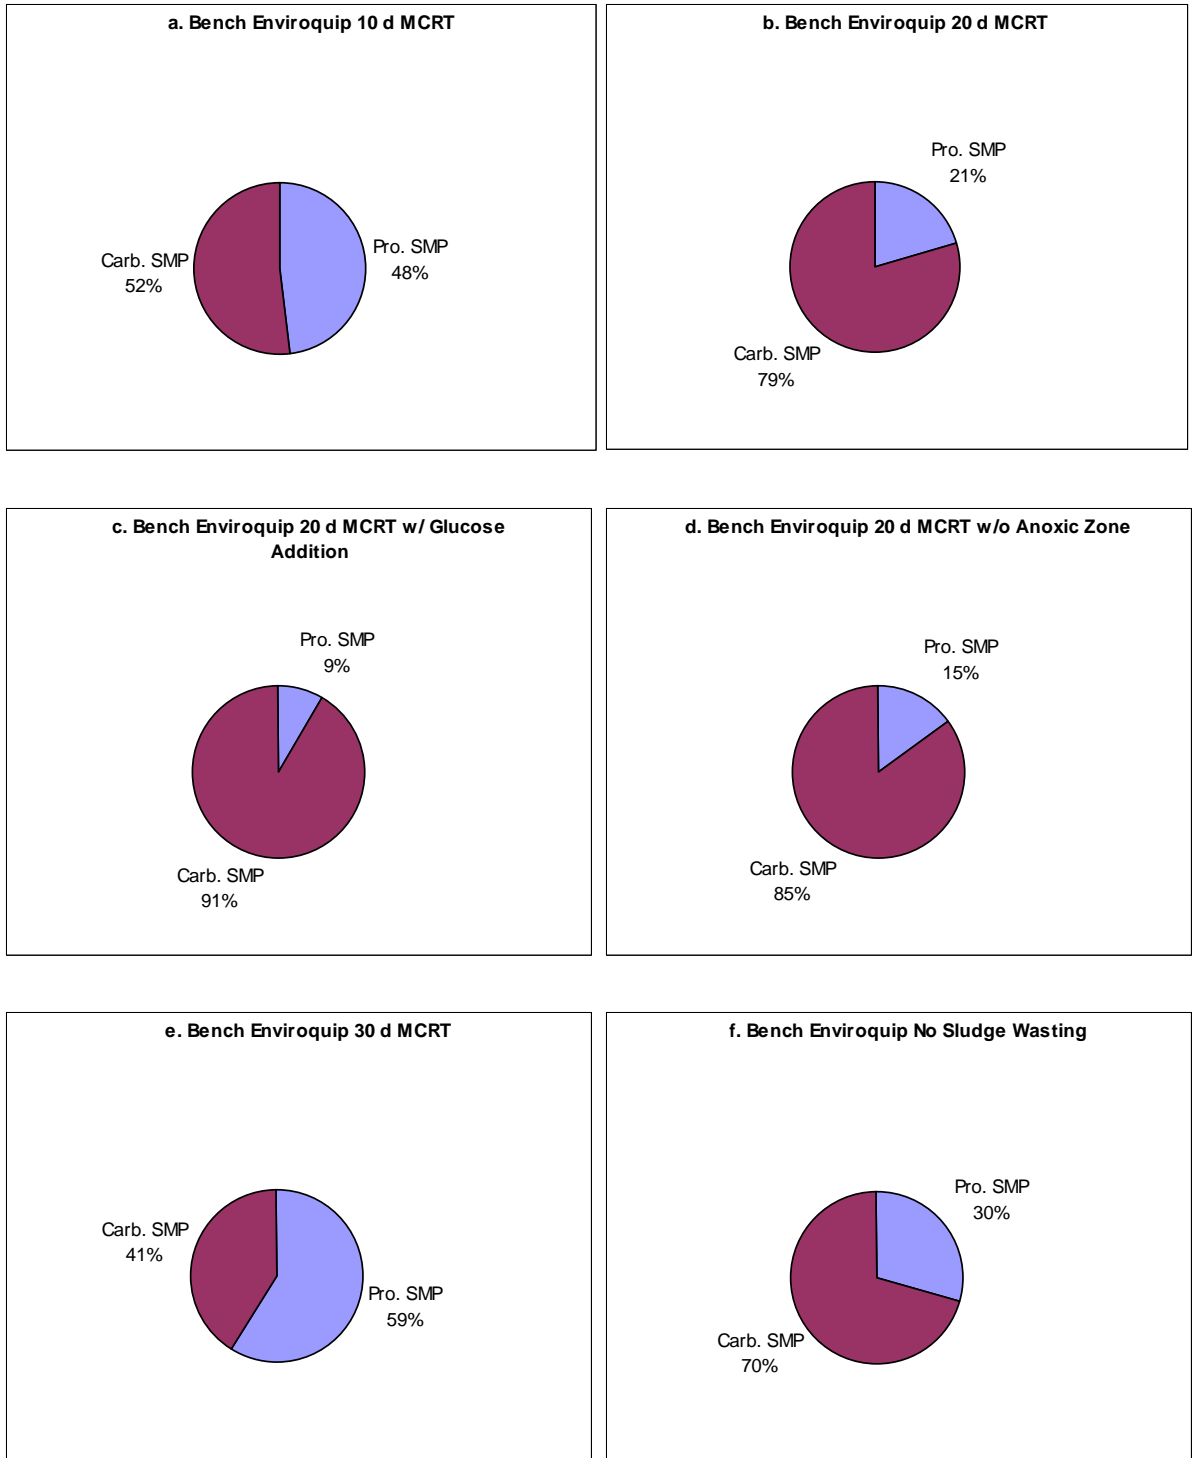 a. Bench Enviroquip 10 d MCRT
Carb. SMP
52%
Pro. SMP
48%
b. Bench Enviroquip 20 d MCRT
Pro. SMP
21%
Carb. SMP
79%
c. Bench Enviroquip 20 d MCRT w/ Glucose
Addition
Pro. SMP
9%
Carb. SMP
91%
d. Bench Enviroquip 20 d MCRT w/o Anoxic Zone
Pro. SMP
15%
Carb. SMP
85%
e. Bench Enviroquip 30 d MCRT
Carb. SMP
41%
Pro. SMP
59%
f. Bench Enviroquip No Sludge Wasting
Pro. SMP
30%
Carb. SMP
70%